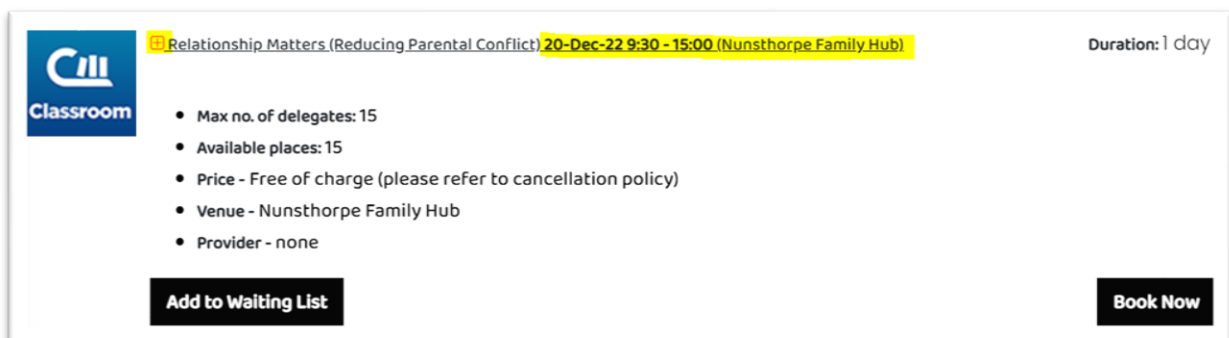 Relationship Matters (Reducing Parental Conflict) 20-Dec-22 9:30 - 15:00 (Nunsthorpe Family Hub) Duration: 1 day
Classroom
• Max no. of delegates: 15
• Available places: 15
• Price - Free of charge (please refer to cancellation policy)
• Venue - Nunsthorpe Family Hub
• Provider - none
Add to Waiting List Book Now